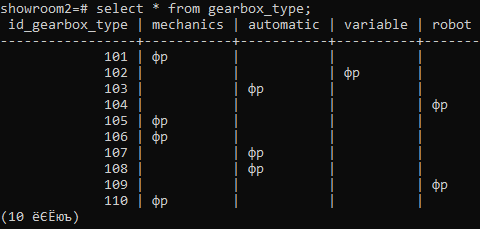 showroom2=# select * from gearbox_type;
 id_gearbox_type | mechanics | automatic | variable | robot
-----------------+-----------+-----------+----------+-------
             101 | фр        |           |          |
             102 |           |           | фр       |
             103 |           | фр        |          |
             104 |           |           |          | фр
             105 | фр        |           |          |
             106 | фр        |           |          |
             107 |           | фр        |          |
             108 |           | фр        |          |
             109 |           |           |          | фр
             110 | фр        |           |          |
(10 ёЄЁюъ)